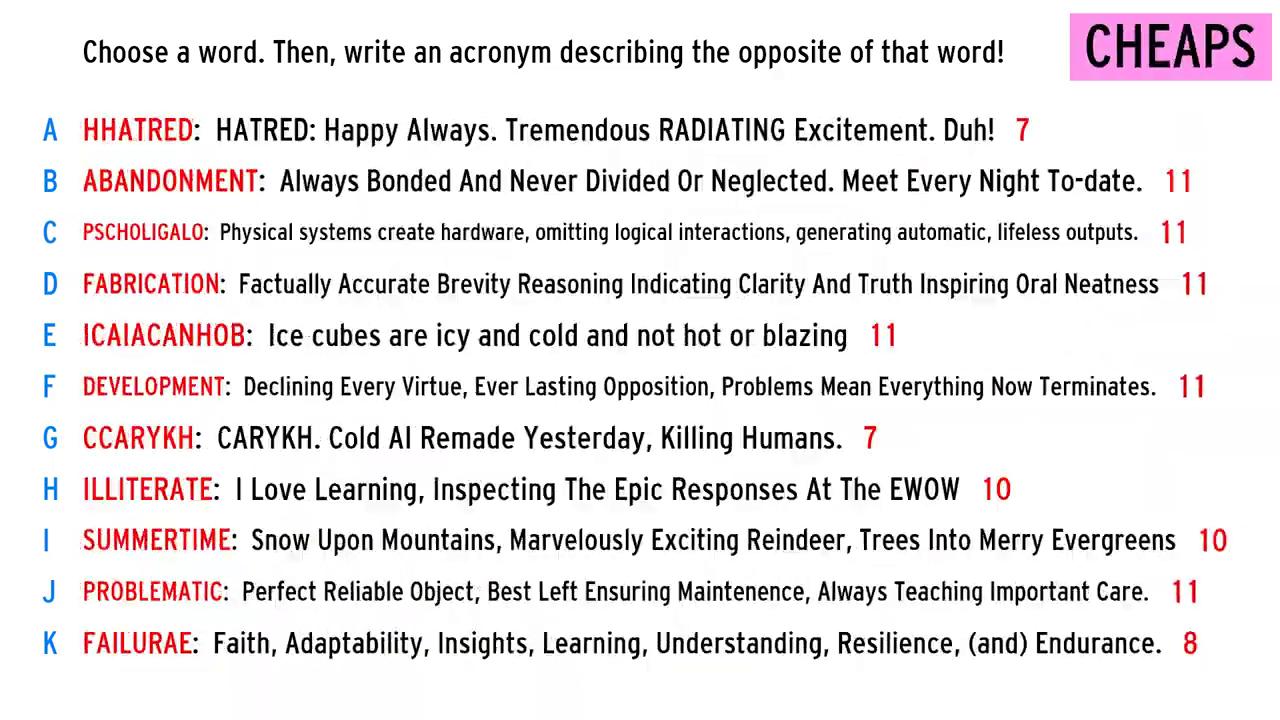 Choose a word. Then, write an acronym describing the opposite of that word!
CHEAPS
A HHATRED: HATRED: Happy Always. Tremendous RADIATING Excitement. Duh! 7
B ABANDONMENT: Always Bonded And Never Divided Or Neglected. Meet Every Night To-date. 11
C PSCHOLIGALO: Physical systems create hardware, omitting logical interactions, generating automatic, lifeless outputs. 11
D FABRICATION: Factually Accurate Brevity Reasoning Indicating Clarity And Truth Inspiring Oral Neatness 11
E ICAIACANHOB: Ice cubes are icy and cold and not hot or blazing 11
F DEVELOPMENT: Declining Every Virtue, Ever Lasting Opposition, Problems Mean Everything Now Terminates. 11
G CCARYKH: CARYKH. Cold AI Remade Yesterday, Killing Humans. 7
H ILLITERATE: I Love Learning, Inspecting The Epic Responses At The EWOW 10
I SUMMERTIME: Snow Upon Mountains, Marvelously Exciting Reindeer, Trees Into Merry Evergreens 10
J PROBLEMATIC: Perfect Reliable Object, Best Left Ensuring Maintenence, Always Teaching Important Care. 11
K FAILURAE: Faith, Adaptability, Insights, Learning, Understanding, Resilience, (and) Endurance. 8